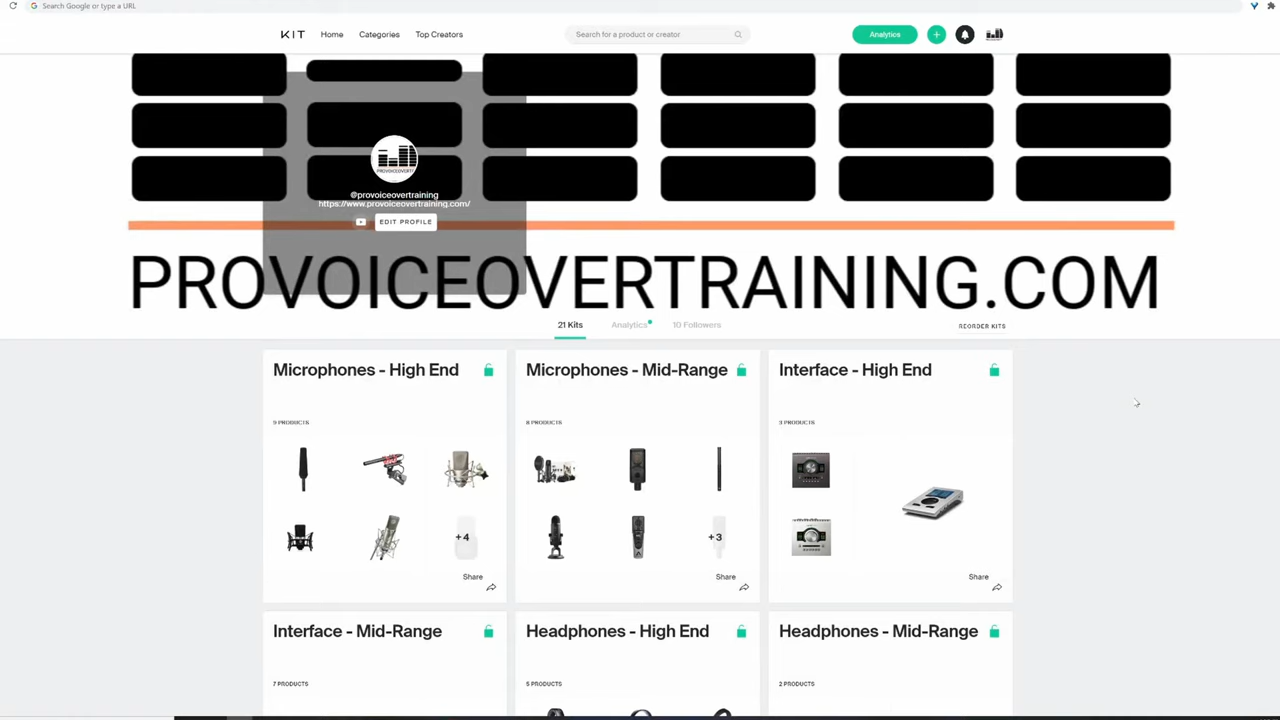 Search Google or type a URL
KIT Home Categories Top Creators Search for a product or creator Analytics +
PROVOICEOVERT
@provoiceovertraining
https://www.provoiceovertraining.com/
EDIT PROFILE
PROVOICEOVERTRAINING.COM
21 Kits Analytics 10 Followers REORDER KITS
Microphones - High End Microphones - Mid-Range Interface - High End
9 PRODUCTS 8 PRODUCTS 3 PRODUCTS
+4 +3
Share Share Share
Interface - Mid-Range Headphones - High End Headphones - Mid-Range
7 PRODUCTS 5 PRODUCTS 2 PRODUCTS